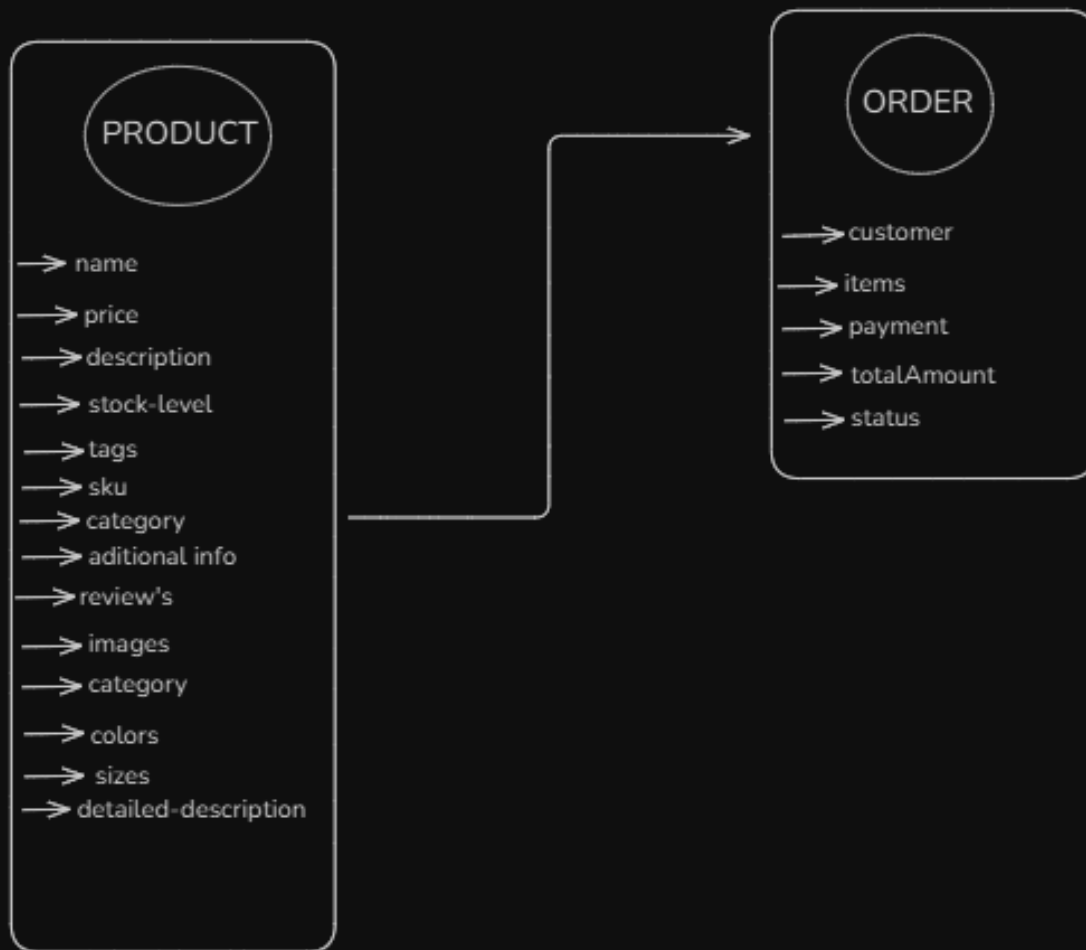 PRODUCT
name
price
description
stock-level
tags
sku
category
aditional info
review's
images
category
colors
sizes
detailed-description
ORDER
customer
items
payment
totalAmount
status